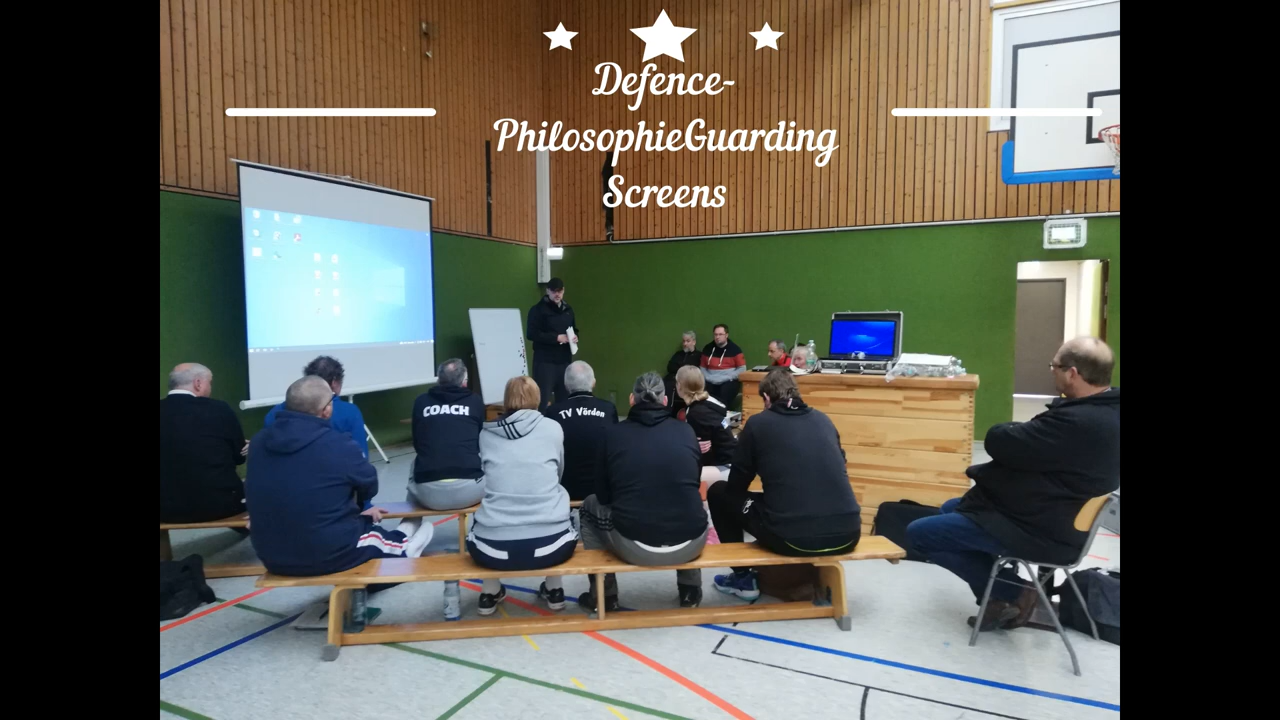 Defence-
PhilosophieGuarding
Screens
COACH
TV Vörden